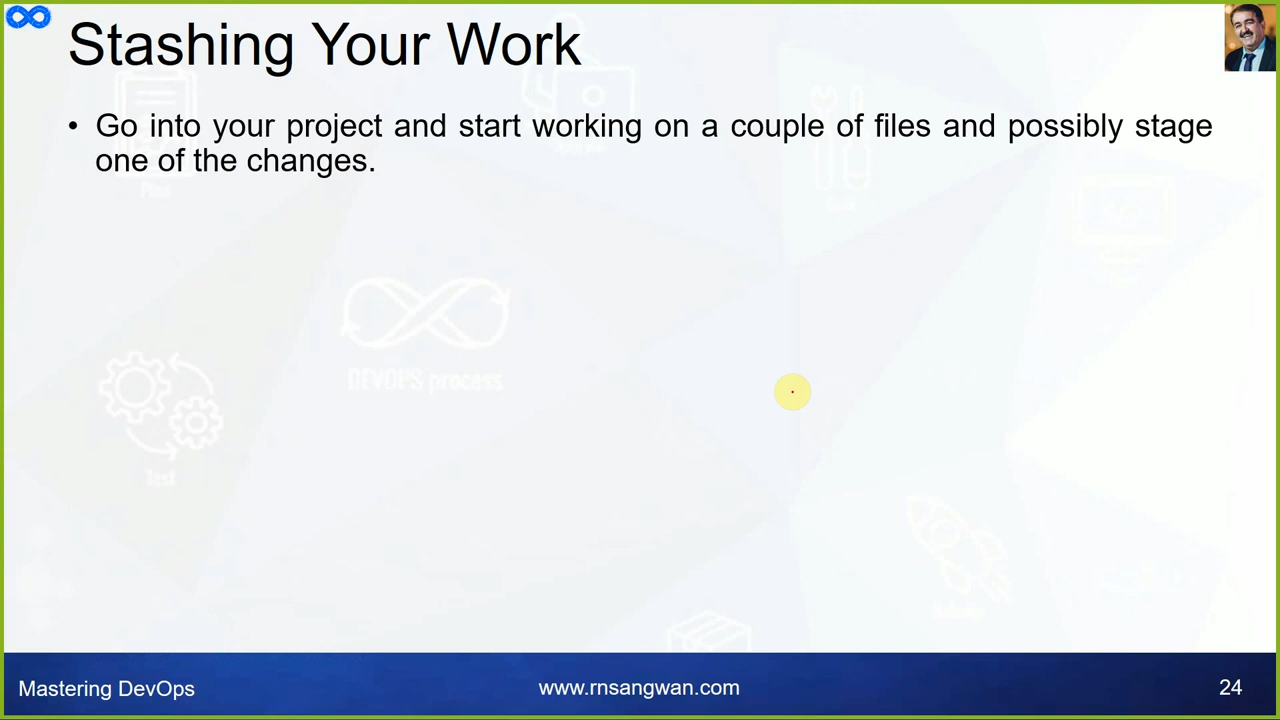 Stashing Your Work
• Go into your project and start working on a couple of files and possibly stage
one of the changes.
DEVOPS process
Test
Mastering DevOps
www.rnsangwan.com
24